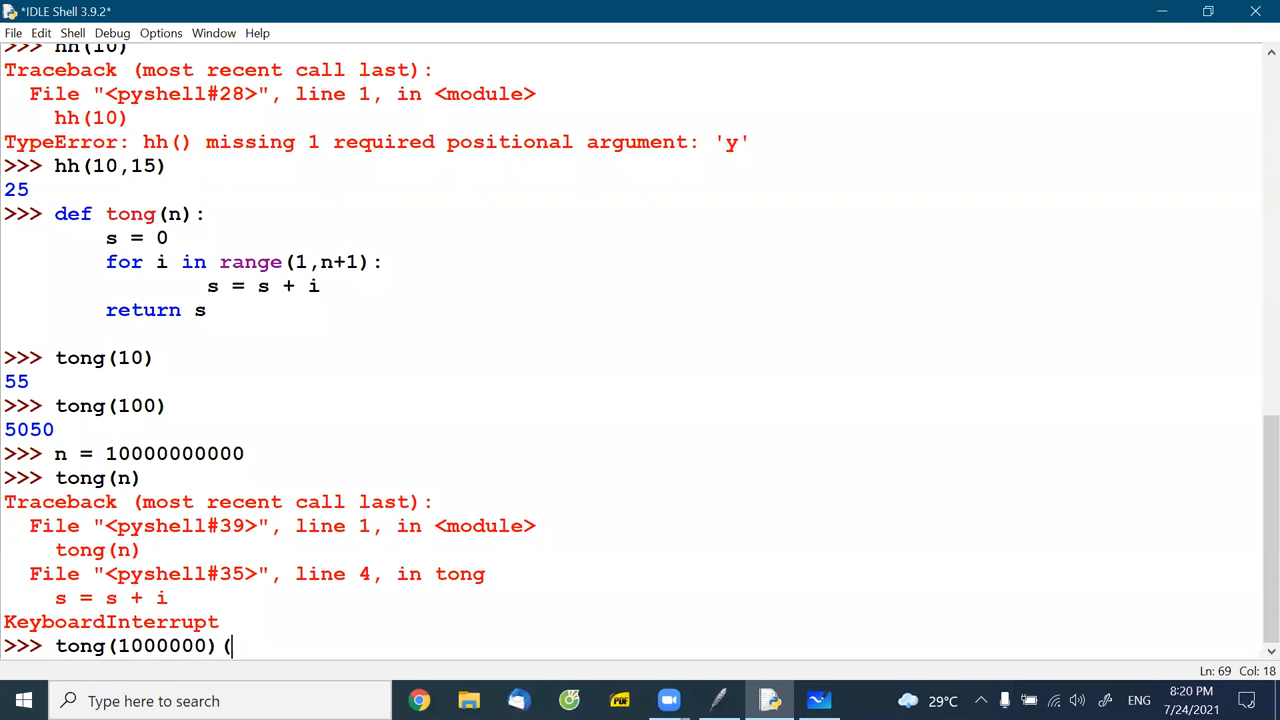 *IDLE Shell 3.9.2*
File Edit Shell Debug Options Window Help
>>> hh(10)
Traceback (most recent call last):
  File "<pyshell#28>", line 1, in <module>
    hh(10)
TypeError: hh() missing 1 required positional argument: 'y'
>>> hh(10,15)
25
>>> def tong(n):
        s = 0
        for i in range(1,n+1):
                s = s + i
        return s
>>> tong(10)
55
>>> tong(100)
5050
>>> n = 10000000000
>>> tong(n)
Traceback (most recent call last):
  File "<pyshell#39>", line 1, in <module>
    tong(n)
  File "<pyshell#35>", line 4, in tong
    s = s + i
KeyboardInterrupt
>>> tong(1000000)(
Ln: 69 Col: 18
Type here to search
PDF
29°C
ENG
8:20 PM
7/24/2021